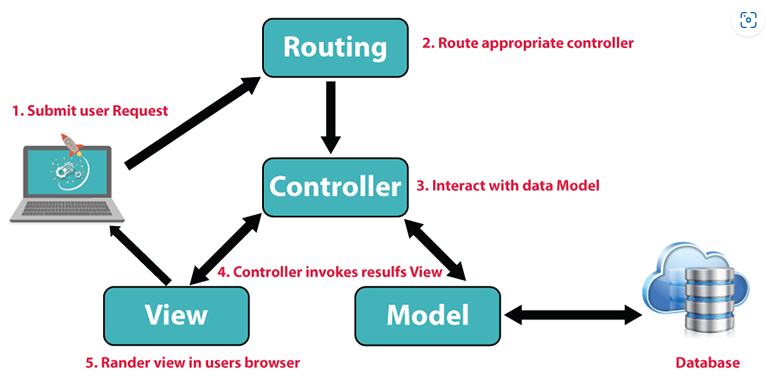 Routing
2. Route appropriate controller
1. Submit user Request
Controller
3. Interact with data Model
4. Controller invokes resulfs View
View
Model
5. Rander view in users browser
Database